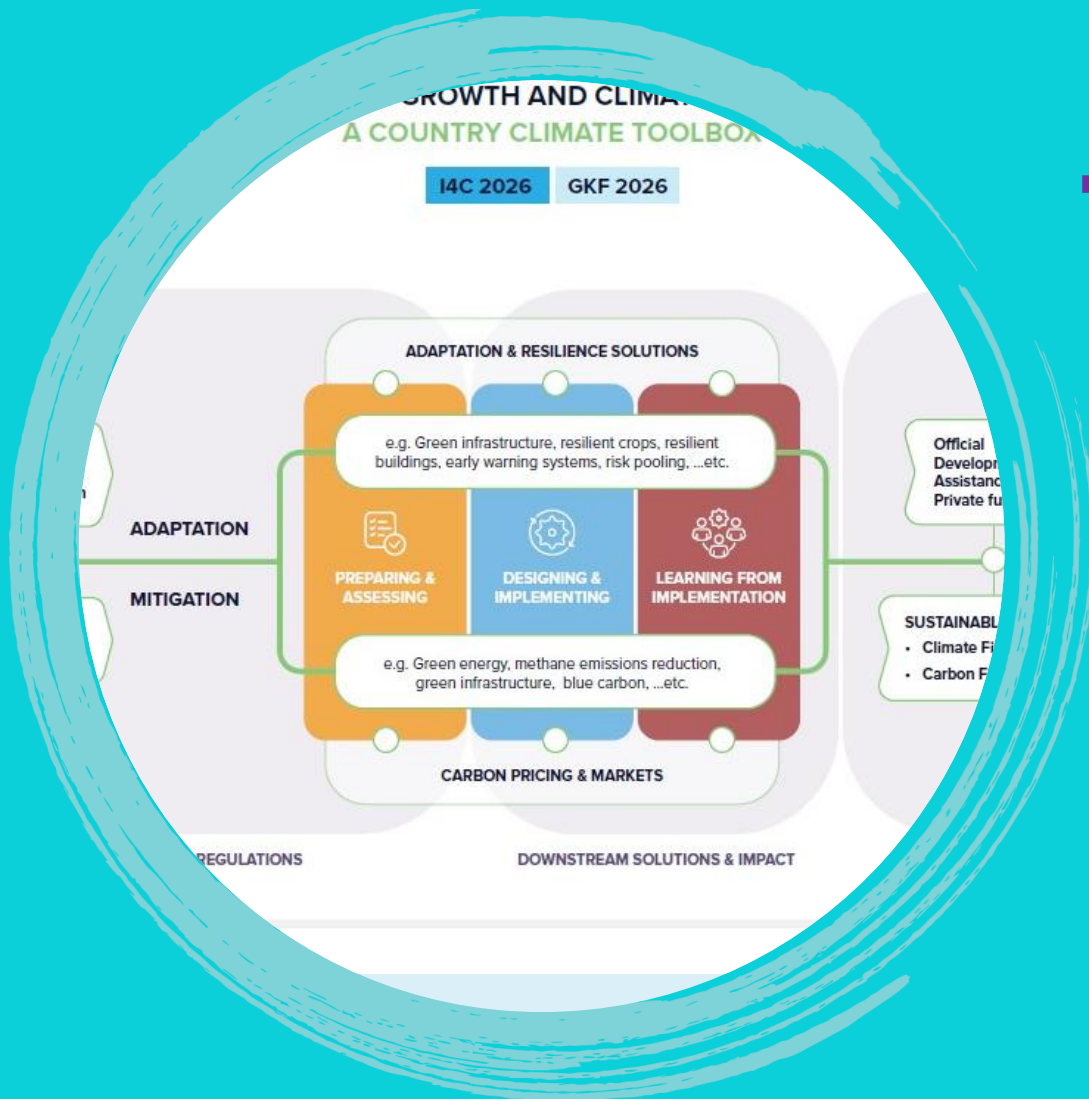 GROWTH AND CLIMA
A COUNTRY CLIMATE TOOLBOX
I4C 2026
GKF 2026
ADAPTATION & RESILIENCE SOLUTIONS
e.g. Green infrastructure, resilient crops, resilient
buildings, early warning systems, risk pooling, ...etc.
ADAPTATION
MITIGATION
PREPARING &
ASSESSING
DESIGNING &
IMPLEMENTING
LEARNING FROM
IMPLEMENTATION
e.g. Green energy, methane emissions reduction,
green infrastructure, blue carbon, ...etc.
CARBON PRICING & MARKETS
Official
Developm
Assistanc
Private fu
SUSTAINABL
• Climate Fi
• Carbon F
REGULATIONS
DOWNSTREAM SOLUTIONS & IMPACT